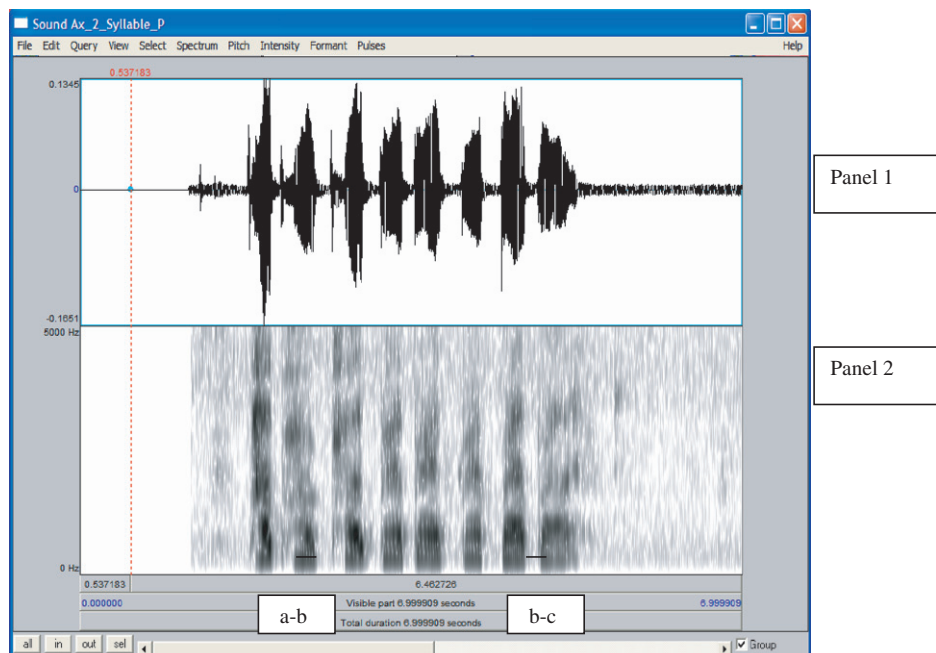 Sound Ax_2_Syllable_P
File Edit Query View Select Spectrum Pitch Intensity Formant Pulses Help
0.537183
0.1345
0
-0.1651
5000 Hz
0 Hz
Panel 1
Panel 2
0.537183 6.462726
0.000000 Visible part 6.999909 seconds 6.999909
Total duration 6.999909 seconds
a-b b-c
all in out sel Group